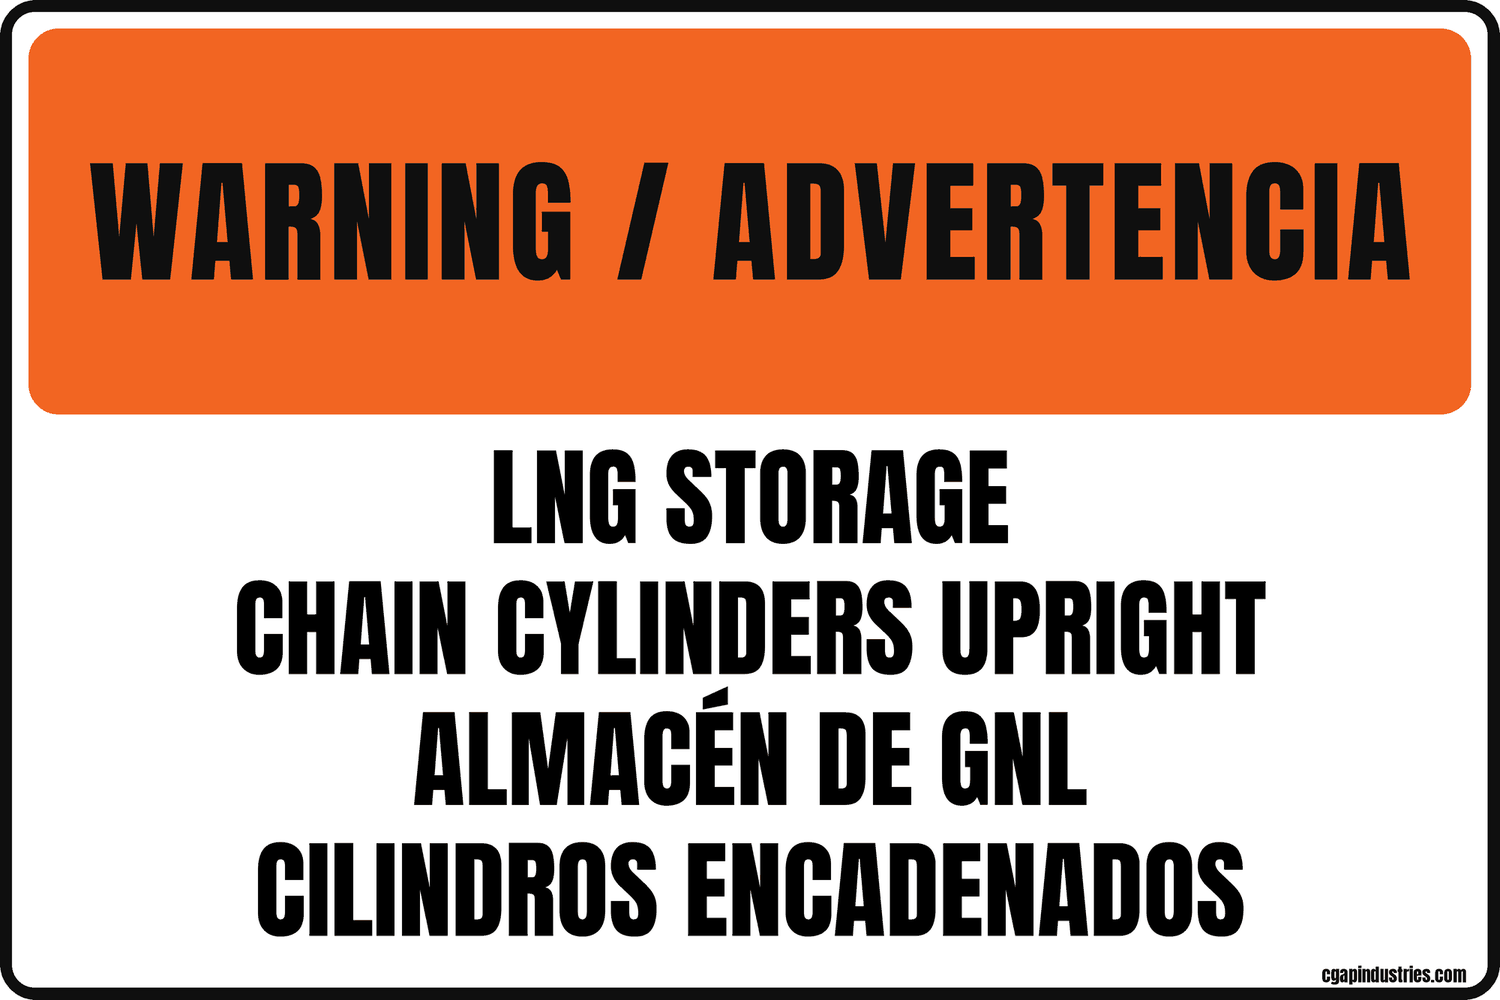 WARNING / ADVERTENCIA
LNG STORAGE
CHAIN CYLINDERS UPRIGHT
ALMACÉN DE GNL
CILINDROS ENCADENADOS
cgapindustries.com